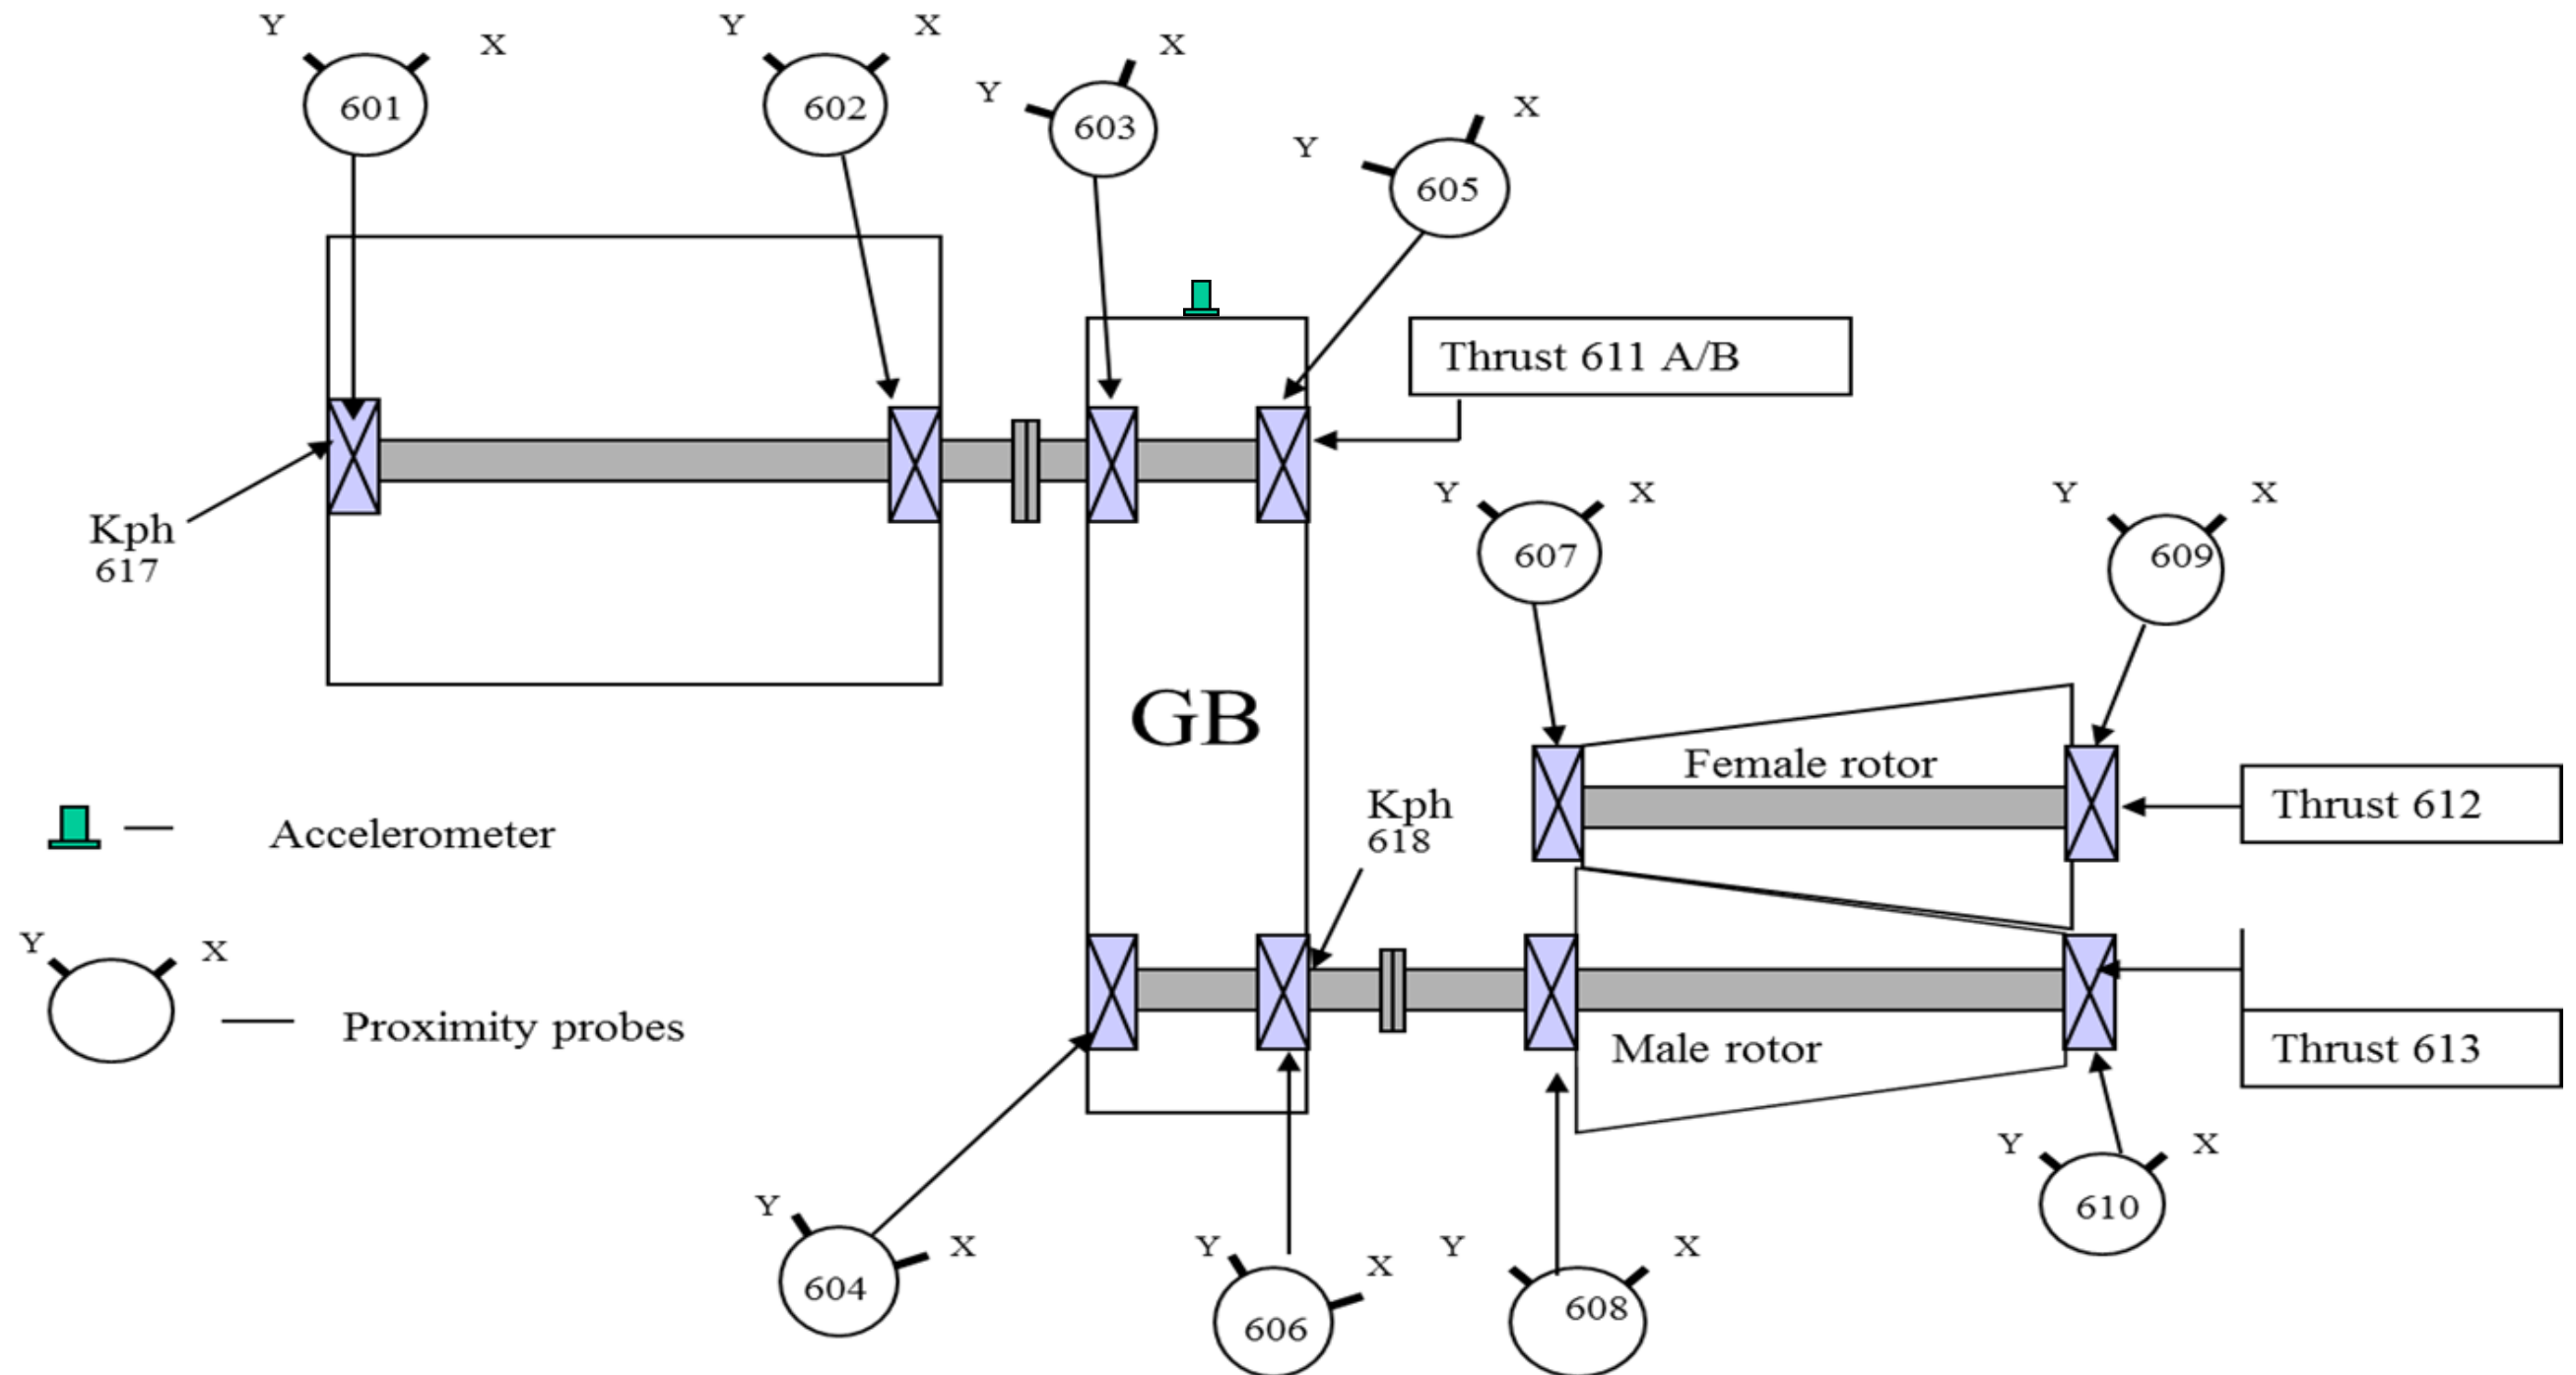 Y
X
601
Y
X
602
Y
X
603
Y
X
605
Thrust 611 A/B
Kph
617
Y
X
607
Y
X
609
GB
Female rotor
Thrust 612
Kph
618
Accelerometer
Y
X
Proximity probes
Male rotor
Thrust 613
Y
X
604
Y
X
606
Y
X
608
Y
X
610